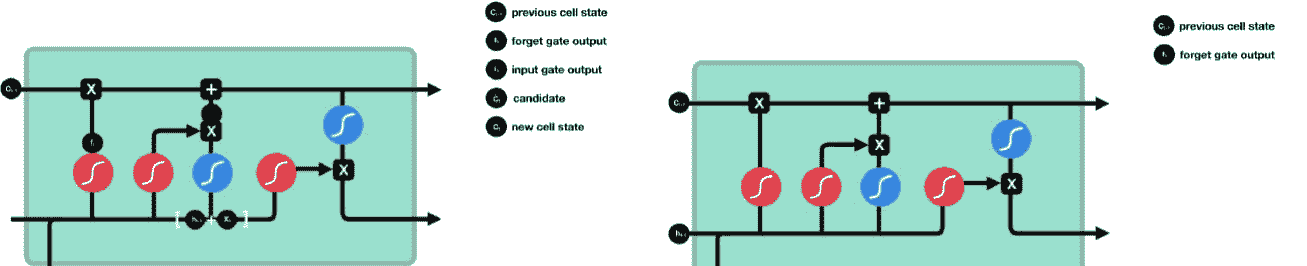 previous cell state
forget gate output
input gate output
candidate
new cell state
previous cell state
forget gate output
X
+
X
X
[ + ]
X
+
X
X